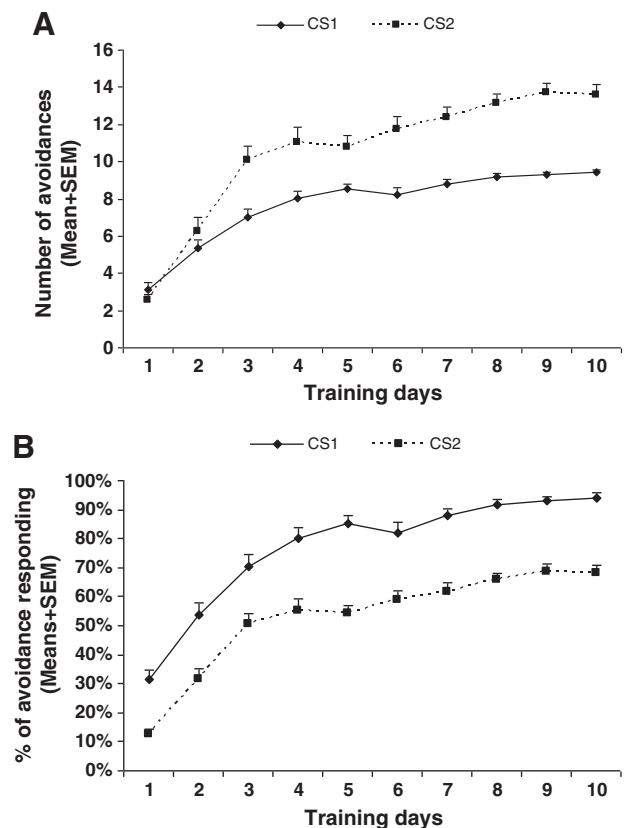 A
CS1 CS2
Number of avoidances
(Mean+SEM)
16
14
12
10
8
6
4
2
0
1 2 3 4 5 6 7 8 9 10
Training days
B
CS1 CS2
% of avoidance responding
(Means+SEM)
100%
90%
80%
70%
60%
50%
40%
30%
20%
10%
0%
1 2 3 4 5 6 7 8 9 10
Training days